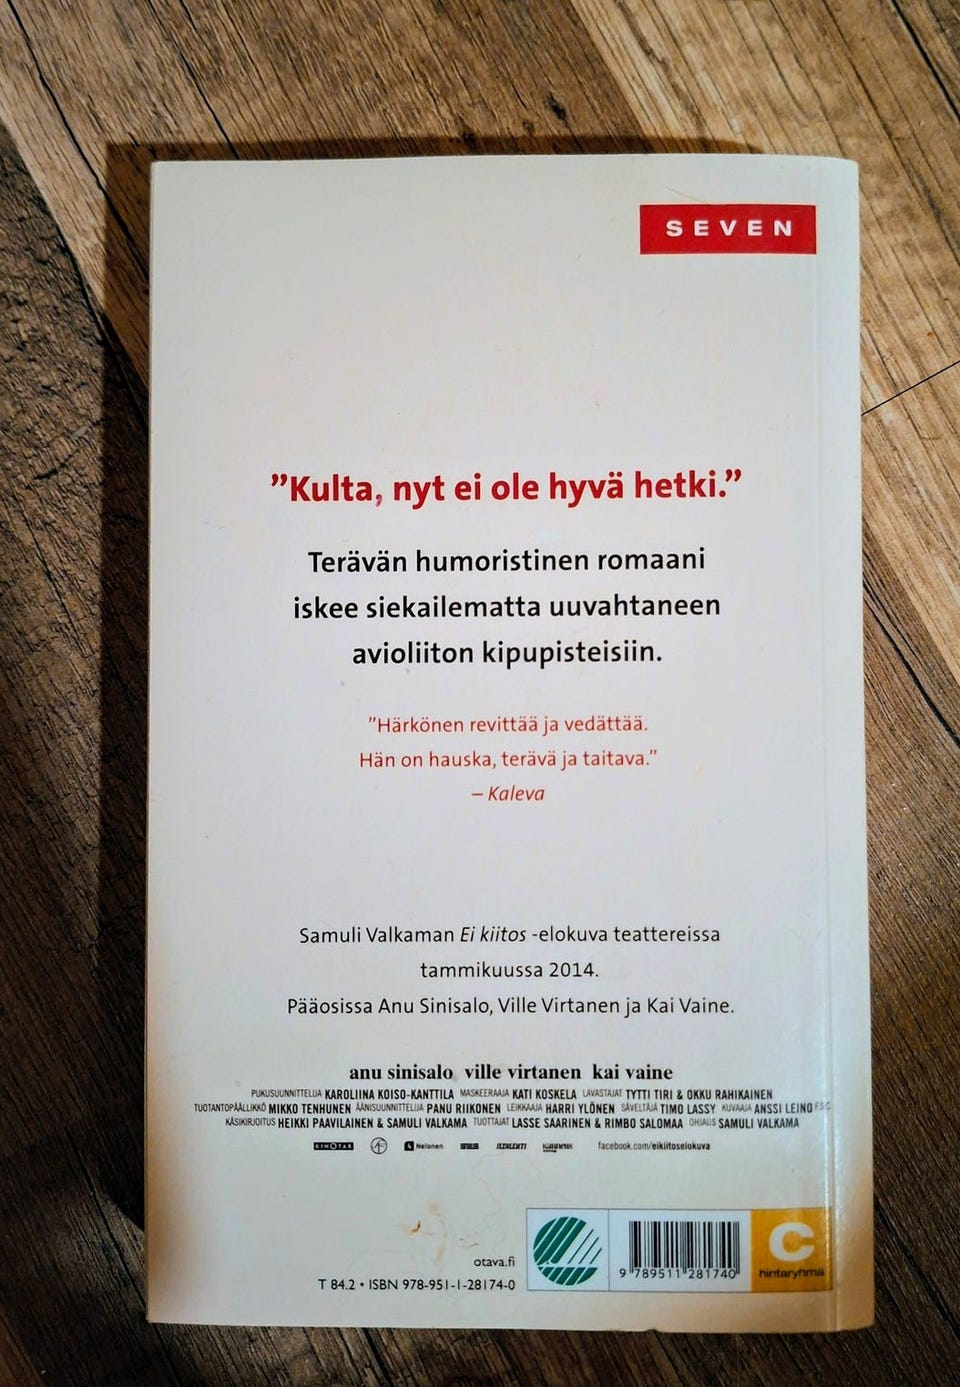 SEVEN
”Kulta, nyt ei ole hyvä hetki.”
Terävän humoristinen romaani
iskee siekailematta uuvahtaneen
avioliiton kipupisteisiin.
”Härkönen revittää ja vedättää.
Hän on hauska, terävä ja taitava.”
– Kaleva
Samuli Valkaman Ei kiitos -elokuva teattereissa
tammikuussa 2014.
Pääosissa Anu Sinisalo, Ville Virtanen ja Kai Vaine.
anu sinisalo ville virtanen kai vaine
PUKUSUUNNITTELIJA KAROLIINA KOISO-KANTTILA MASKEERAAJA KATI KOSKELA LAVASTAJAT TYTTI TIRI & OKKU RAHIKAINEN
TUOTANTOPÄÄLLIKKÖ MIKKO TENHUNEN ÄÄNISUUNNITTELIJA PANU RIIKONEN LEIKKAAJA HARRI YLÖNEN SÄVELTÄJÄ TIMO LASSY KUVAAJA ANSSI LEINO FSC
KÄSIKIRJOITUS HEIKKI PAAVILAINEN & SAMULI VALKAMA TUOTTAJAT LASSE SAARINEN & RIMBO SALOMAA OHJAUS SAMULI VALKAMA
KINOTAR Nelonen ILTALEHTI facebook.com/eikiitoselokuva
otava.fi
T 84.2 • ISBN 978-951-1-28174-0
9 789511 281740
C
hintaryhmä